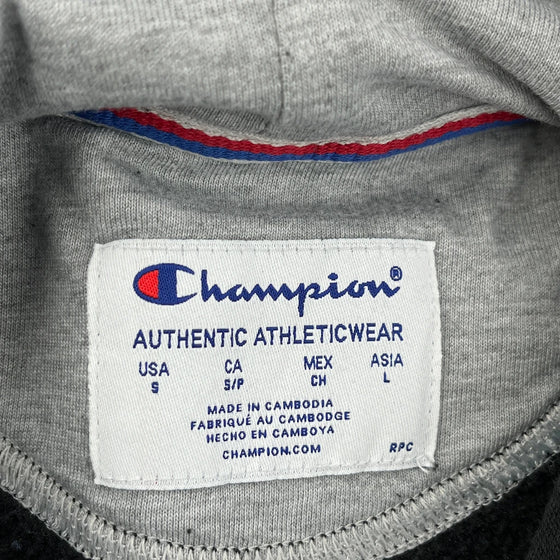 Champion®
AUTHENTIC ATHLETICWEAR
USA CA MEX ASIA
S S/P CH L
MADE IN CAMBODIA
FABRIQUÉ AU CAMBODGE
HECHO EN CAMBOYA
CHAMPION.COM
RPC